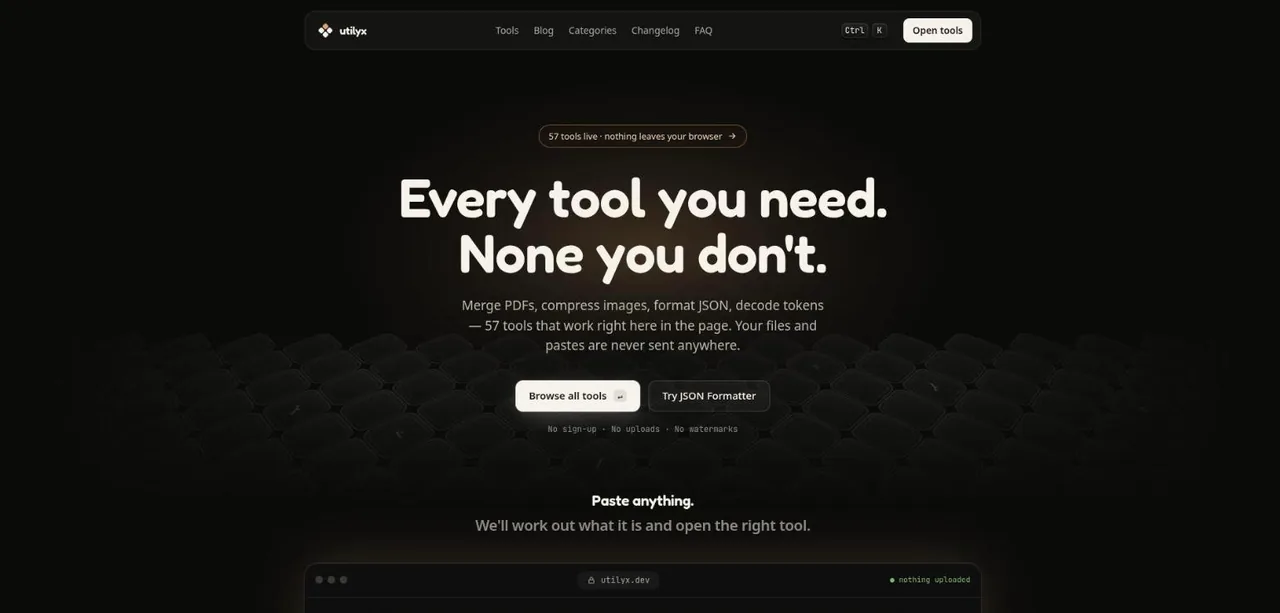 utilyx
Tools Blog Categories Changelog FAQ
Ctrl K
Open tools
57 tools live · nothing leaves your browser →
Every tool you need.
None you don't.
Merge PDFs, compress images, format JSON, decode tokens
— 57 tools that work right here in the page. Your files and
pastes are never sent anywhere.
Browse all tools ↵
Try JSON Formatter
No sign-up · No uploads · No watermarks
Paste anything.
We'll work out what it is and open the right tool.
utilyx.dev
nothing uploaded